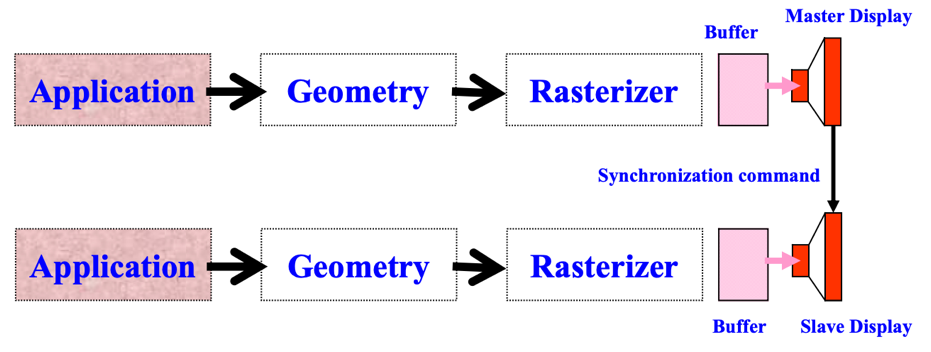 Master Display
Buffer
Application
Geometry
Rasterizer
Synchronization command
Application
Geometry
Rasterizer
Buffer
Slave Display